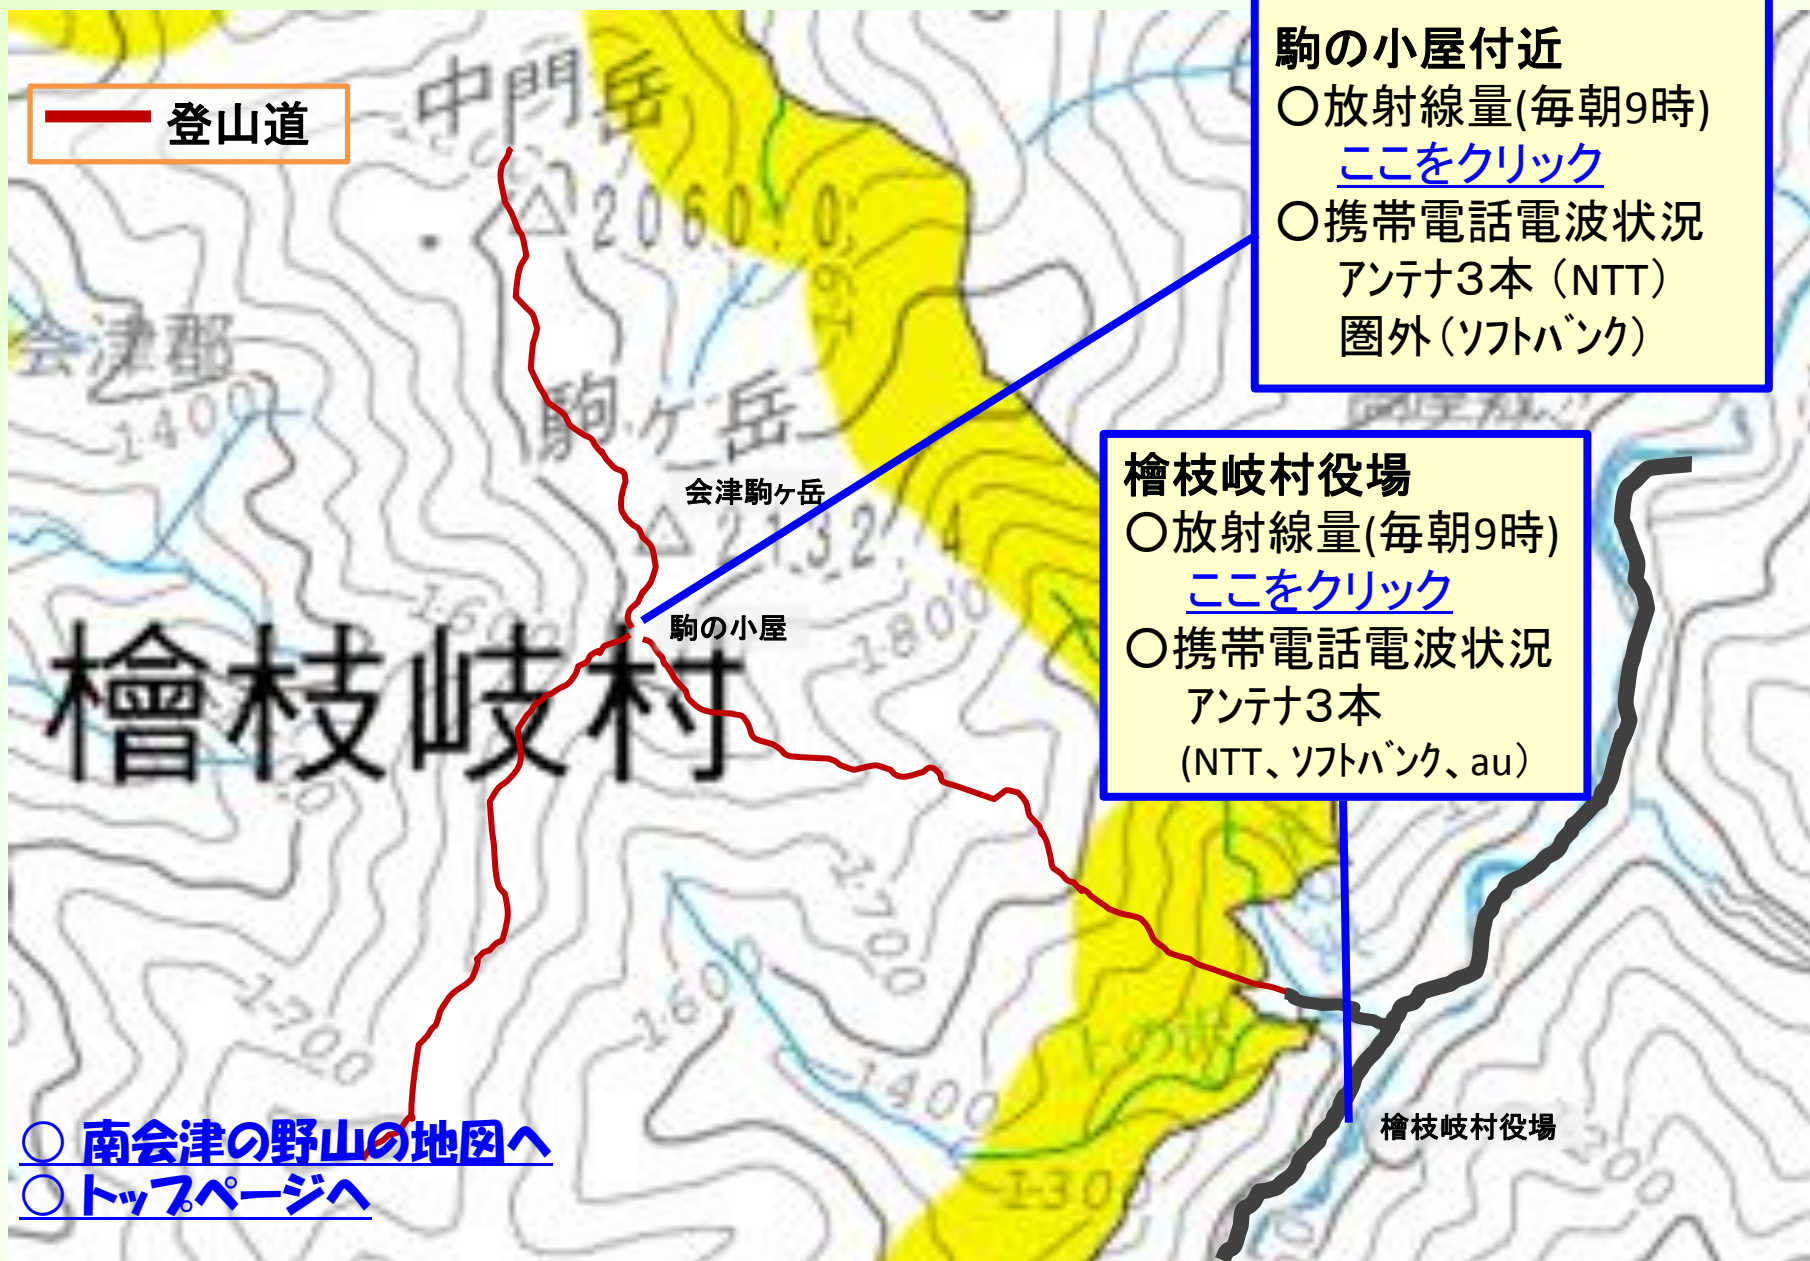 駒の小屋付近
○放射線量(毎朝9時)
ここをクリック
○携帯電話電波状況
アンテナ3本（NTT）
圏外（ソフトバンク）
登山道
中門岳
2060.0
会津郡
1400
駒ヶ岳
会津駒ヶ岳
2132.4
檜枝岐村役場
○放射線量(毎朝9時)
ここをクリック
○携帯電話電波状況
アンテナ3本
(NTT、ソフトバンク、au）
1600
駒の小屋
1800
檜枝岐村
1700
1600
1700
1400
檜枝岐村役場
○ 南会津の野山の地図へ
○ トップページへ
1300